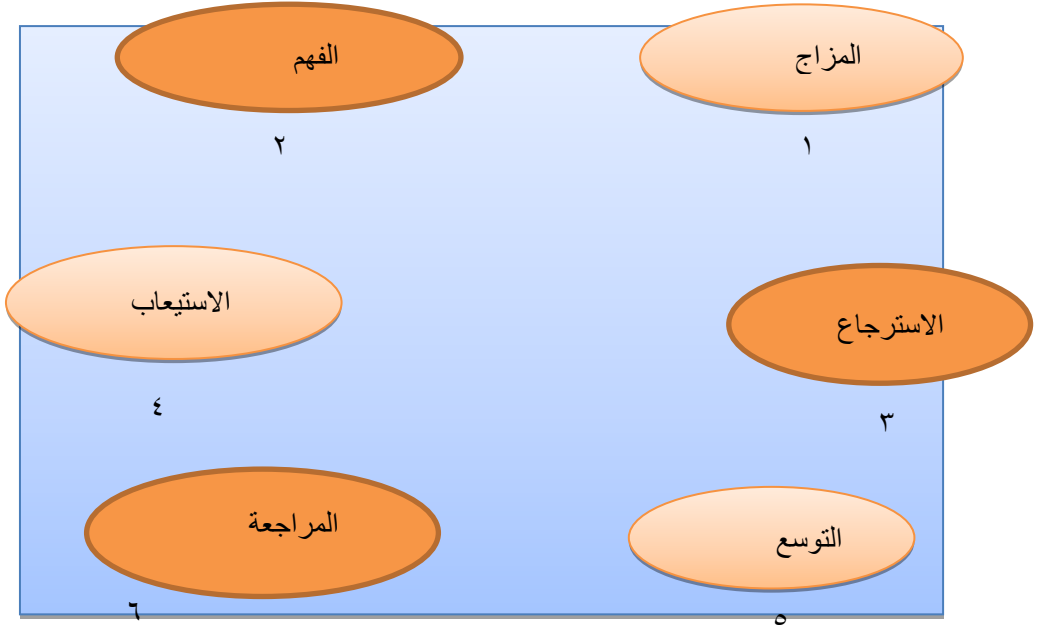 المزاج
١
الفهم
٢
الاسترجاع
٣
الاستيعاب
٤
التوسع
٥
المراجعة
٦